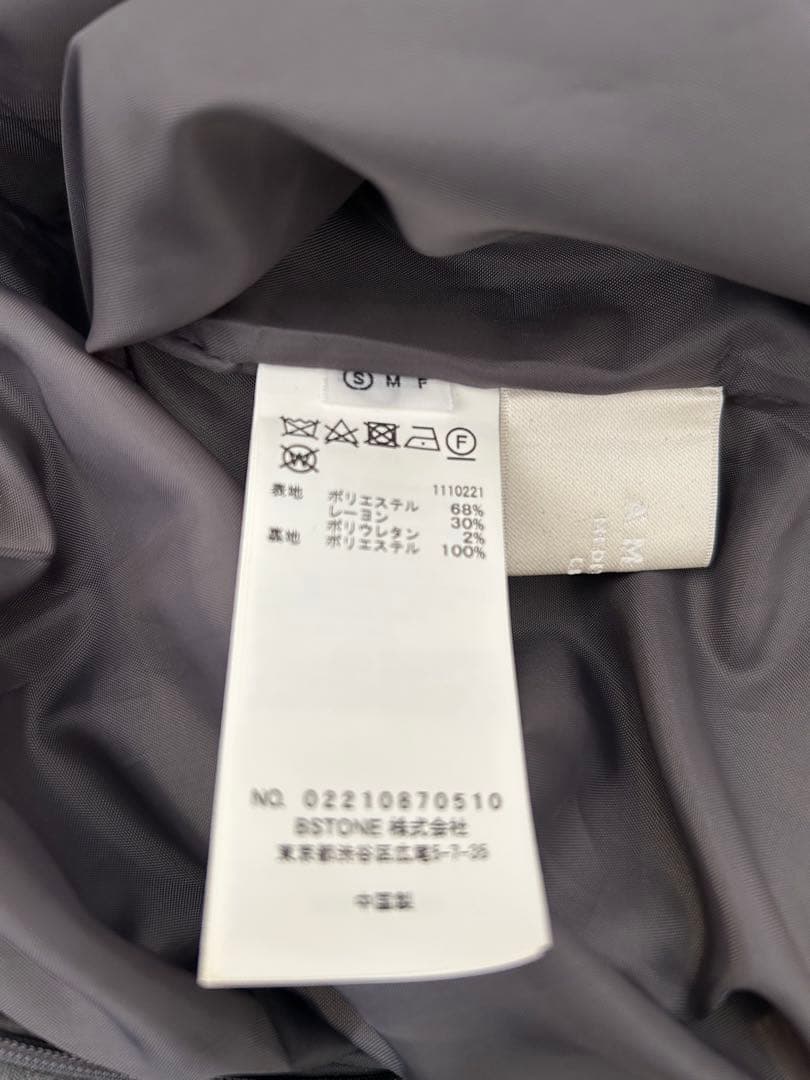 S M F
W
F
表地 ポリエステル 68%
レーヨン 30%
ポリウレタン 2%
裏地 ポリエステル 100%
1110221
NO. 02210870510
BSTONE 株式会社
東京都渋谷区広尾5-7-35
中国製
AM